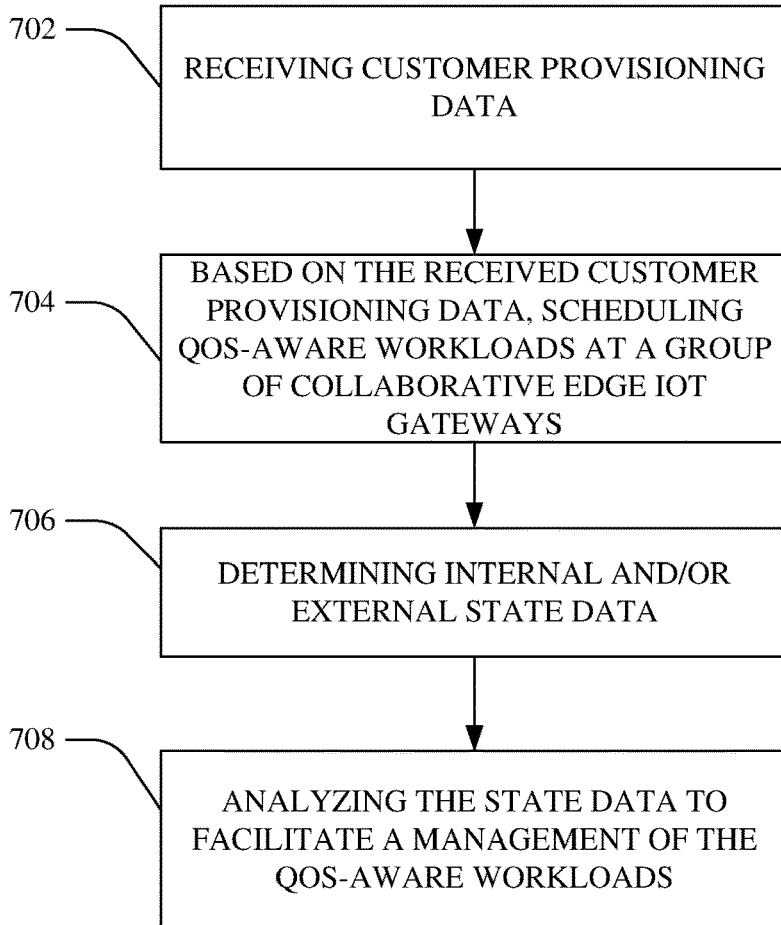 702
RECEIVING CUSTOMER PROVISIONING
DATA
704
BASED ON THE RECEIVED CUSTOMER
PROVISIONING DATA, SCHEDULING
QOS-AWARE WORKLOADS AT A GROUP
OF COLLABORATIVE EDGE IOT
GATEWAYS
706
DETERMINING INTERNAL AND/OR
EXTERNAL STATE DATA
708
ANALYZING THE STATE DATA TO
FACILITATE A MANAGEMENT OF THE
QOS-AWARE WORKLOADS